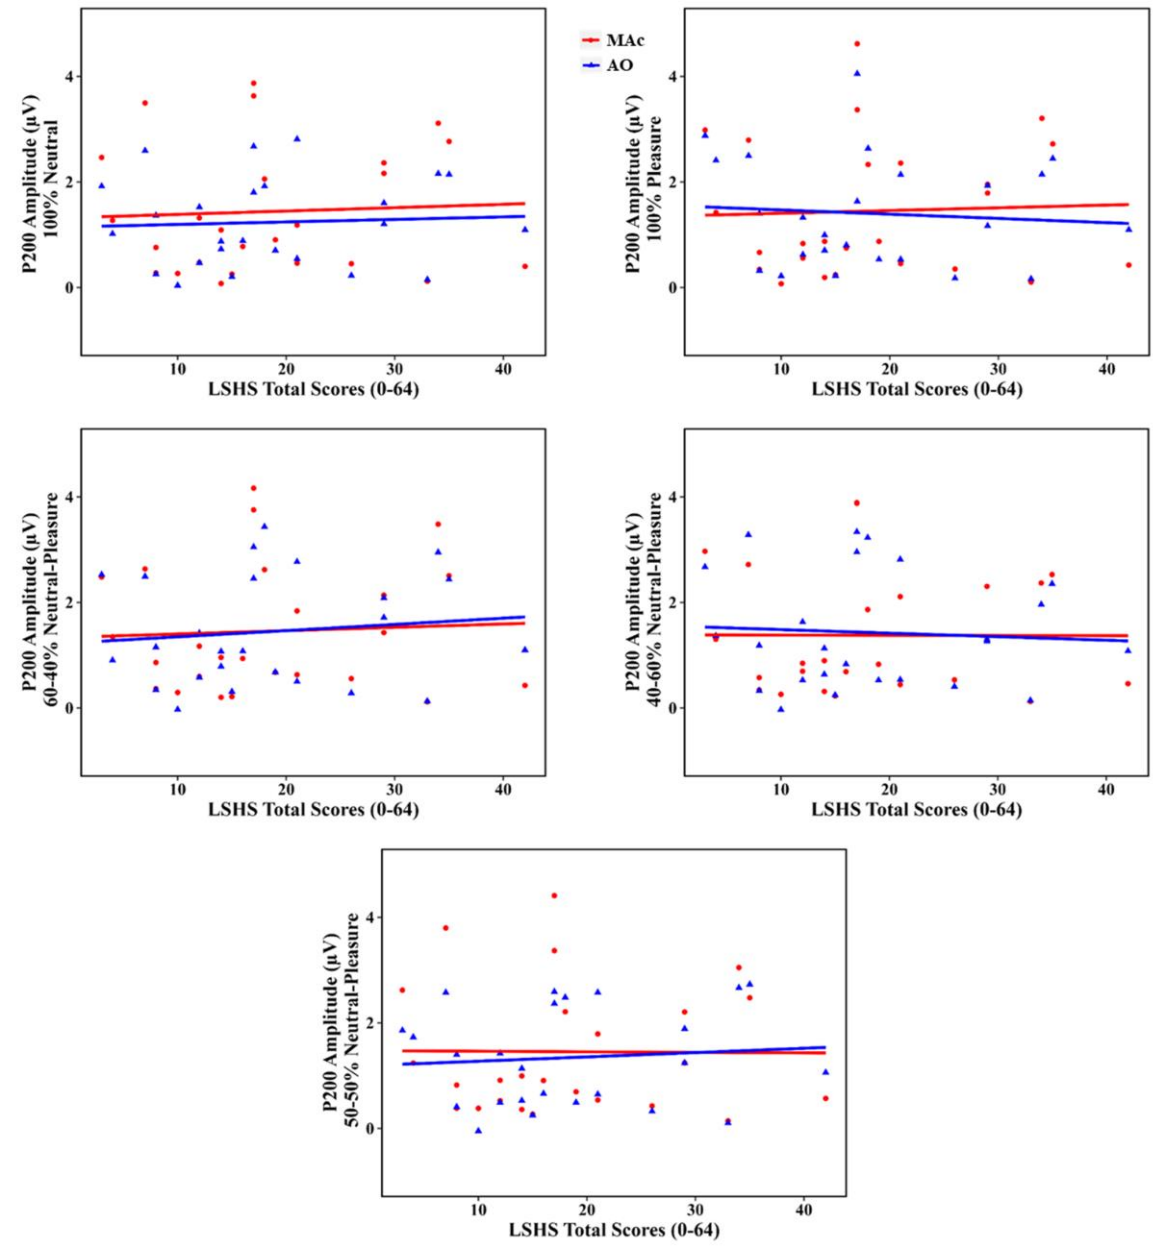 P200 Amplitude (µV)
100% Neutral
4
2
0
10 20 30 40
LSHS Total Scores (0-64)
MAc
AO
P200 Amplitude (µV)
100% Pleasure
4
2
0
10 20 30 40
LSHS Total Scores (0-64)
P200 Amplitude (µV)
60-40% Neutral-Pleasure
4
2
0
10 20 30 40
LSHS Total Scores (0-64)
P200 Amplitude (µV)
40-60% Neutral-Pleasure
4
2
0
10 20 30 40
LSHS Total Scores (0-64)
P200 Amplitude (µV)
50-50% Neutral-Pleasure
4
2
0
10 20 30 40
LSHS Total Scores (0-64)